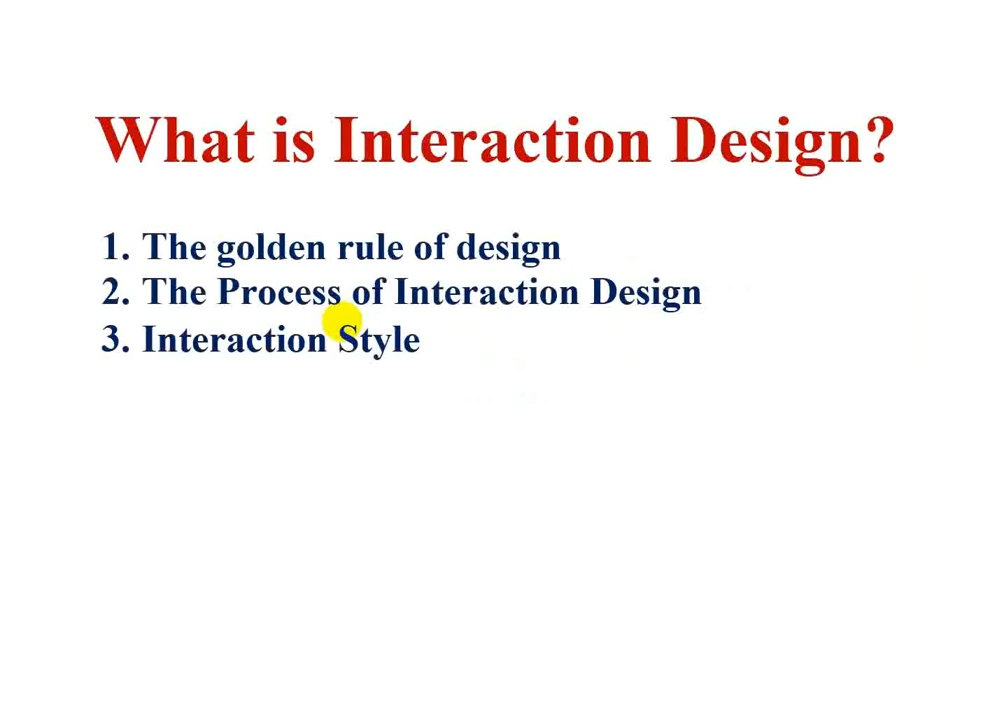 What is Interaction Design?
1. The golden rule of design
2. The Process of Interaction Design
3. Interaction Style